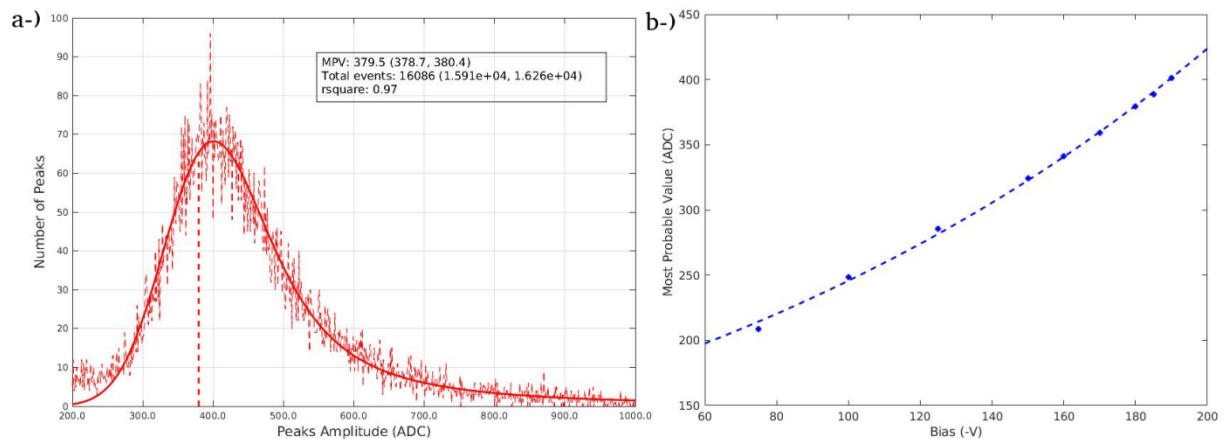 a-)
100
90
80
70
60
50
40
30
20
10
0
Number of Peaks
MPV: 379.5 (378.7, 380.4)
Total events: 16086 (1.591e+04, 1.626e+04)
rsquare: 0.97
200.0 300.0 400.0 500.0 600.0 700.0 800.0 900.0 1000.0
Peaks Amplitude (ADC)
b-)
450
400
350
300
250
200
150
Most Probable Value (ADC)
60 80 100 120 140 160 180 200
Bias (-V)